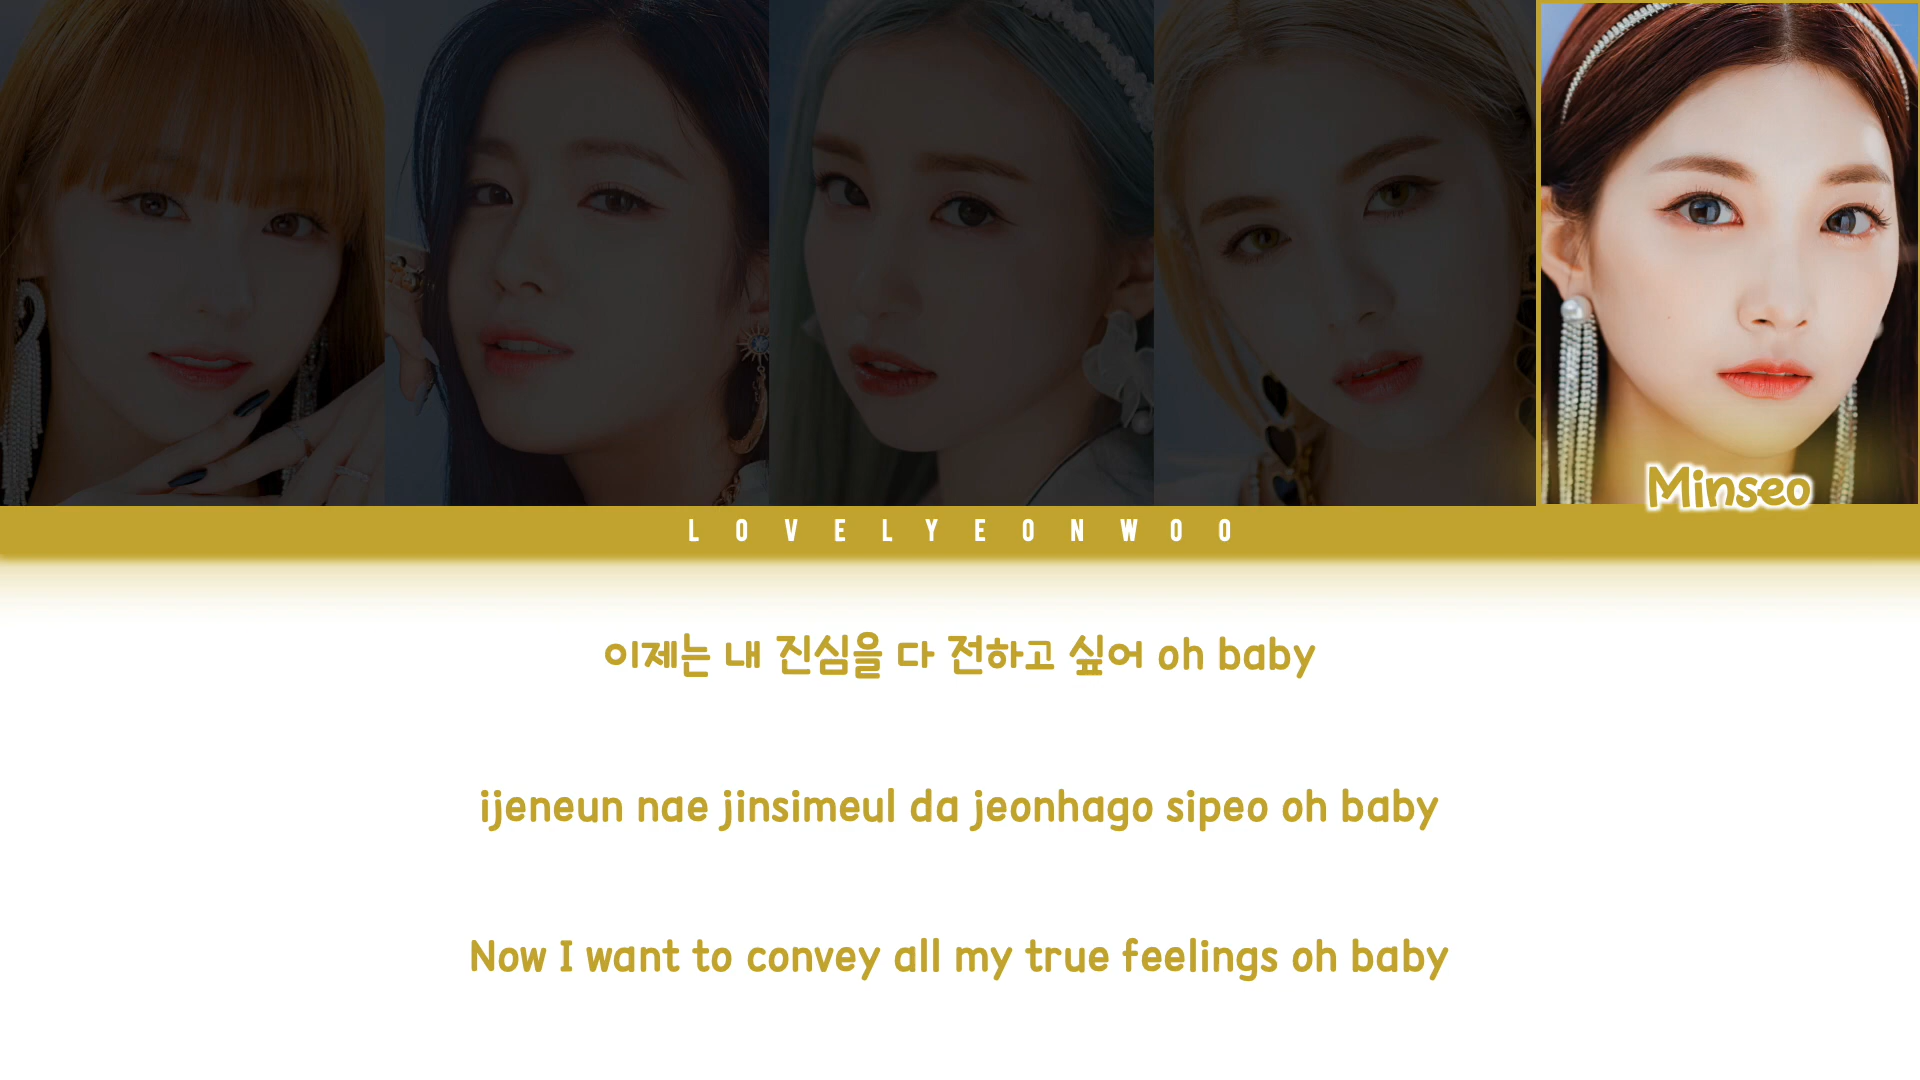 Minseo
LOVELYEONWOO
이제는 내 진심을 다 전하고 싶어 oh baby
ijeneun nae jinsimeul da jeonhago sipeo oh baby
Now I want to convey all my true feelings oh baby